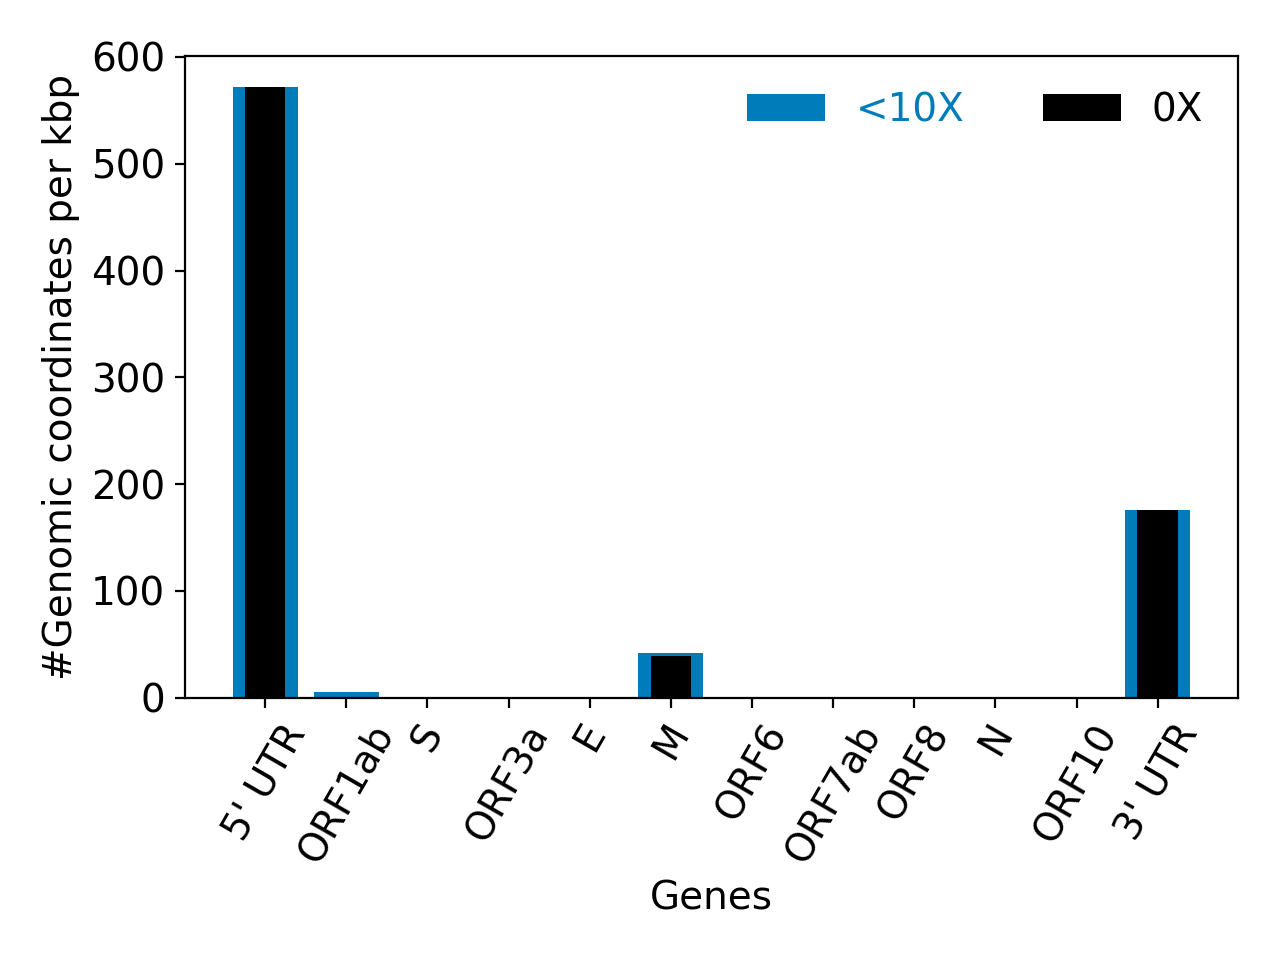 600
500
400
300
200
100
0
#Genomic coordinates per kbp
<10X
0X
5' UTR
ORF1ab
S
ORF3a
E
M
ORF6
ORF7ab
ORF8
N
ORF10
3' UTR
Genes